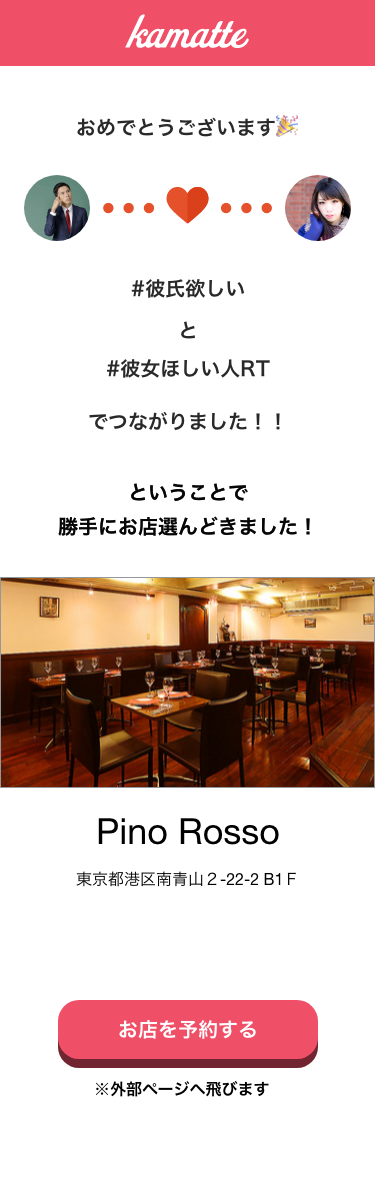 kamatte
おめでとうございます🎉
#彼氏欲しい
と
#彼女ほしい人RT
でつながりました！！
ということで
勝手にお店選んどきました！
Pino Rosso
東京都港区南青山２-22-2 B1Ｆ
お店を予約する
※外部ページへ飛びます